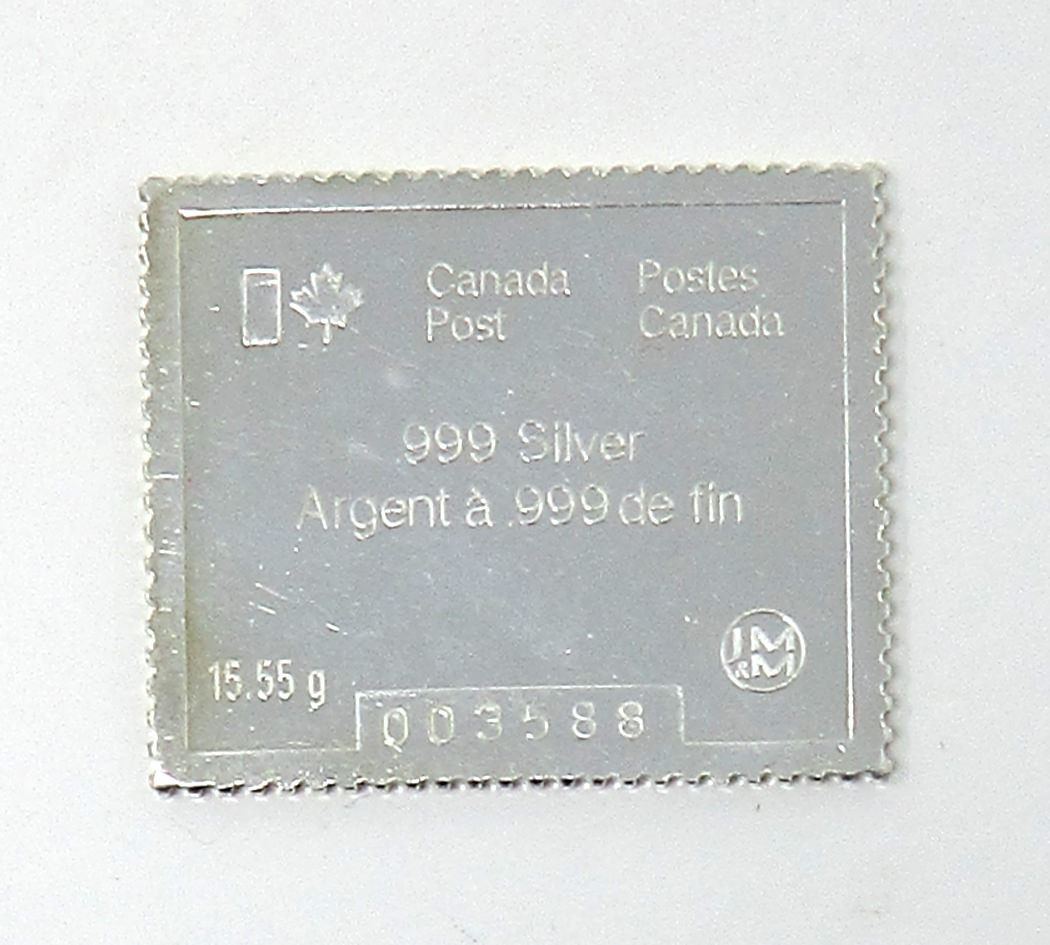 Canada Postes
Post Canada
999 Silver
Argent à .999 de fin
JM
&M
15.55 g
003588